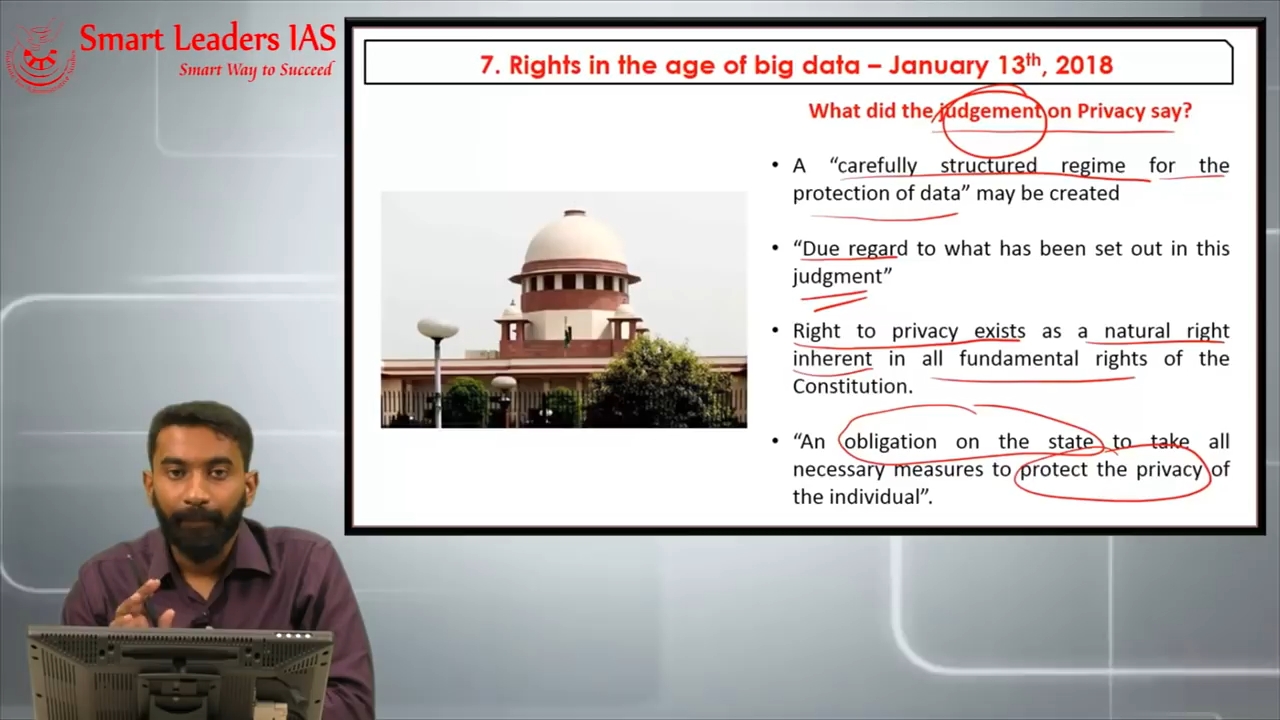 Smart Leaders IAS
Smart Way to Succeed
7. Rights in the age of big data – January 13th, 2018
What did the judgement on Privacy say?
• A “carefully structured regime for the
protection of data” may be created
• “Due regard to what has been set out in this
judgment”
• Right to privacy exists as a natural right
inherent in all fundamental rights of the
Constitution.
• “An obligation on the state to take all
necessary measures to protect the privacy of
the individual”.